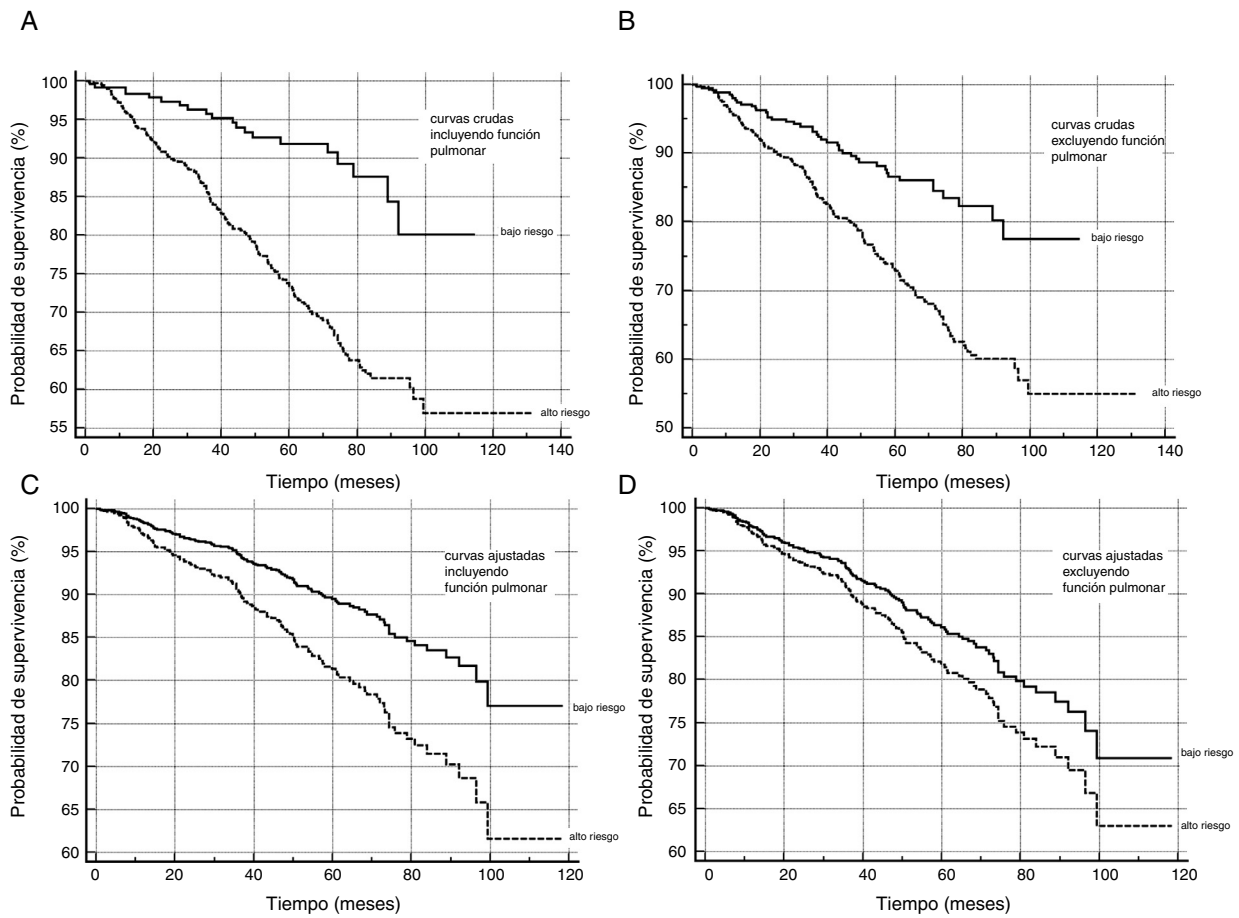 A
Probabilidad de supervivencia (%)
100
95
90
85
80
75
70
65
60
55
curvas crudas
incluyendo función
pulmonar
bajo riesgo
alto riesgo
0 20 40 60 80 100 120 140
Tiempo (meses)
B
Probabilidad de supervivencia (%)
100
90
80
70
60
50
curvas crudas
excluyendo función
pulmonar
bajo riesgo
alto riesgo
0 20 40 60 80 100 120 140
Tiempo (meses)
C
Probabilidad de supervivencia (%)
100
95
90
85
80
75
70
65
60
curvas ajustadas
incluyendo
función pulmonar
bajo riesgo
alto riesgo
0 20 40 60 80 100 120
Tiempo (meses)
D
Probabilidad de supervivencia (%)
100
95
90
85
80
75
70
65
60
curvas ajustadas
excluyendo
función pulmonar
bajo riesgo
alto riesgo
0 20 40 60 80 100 120
Tiempo (meses)